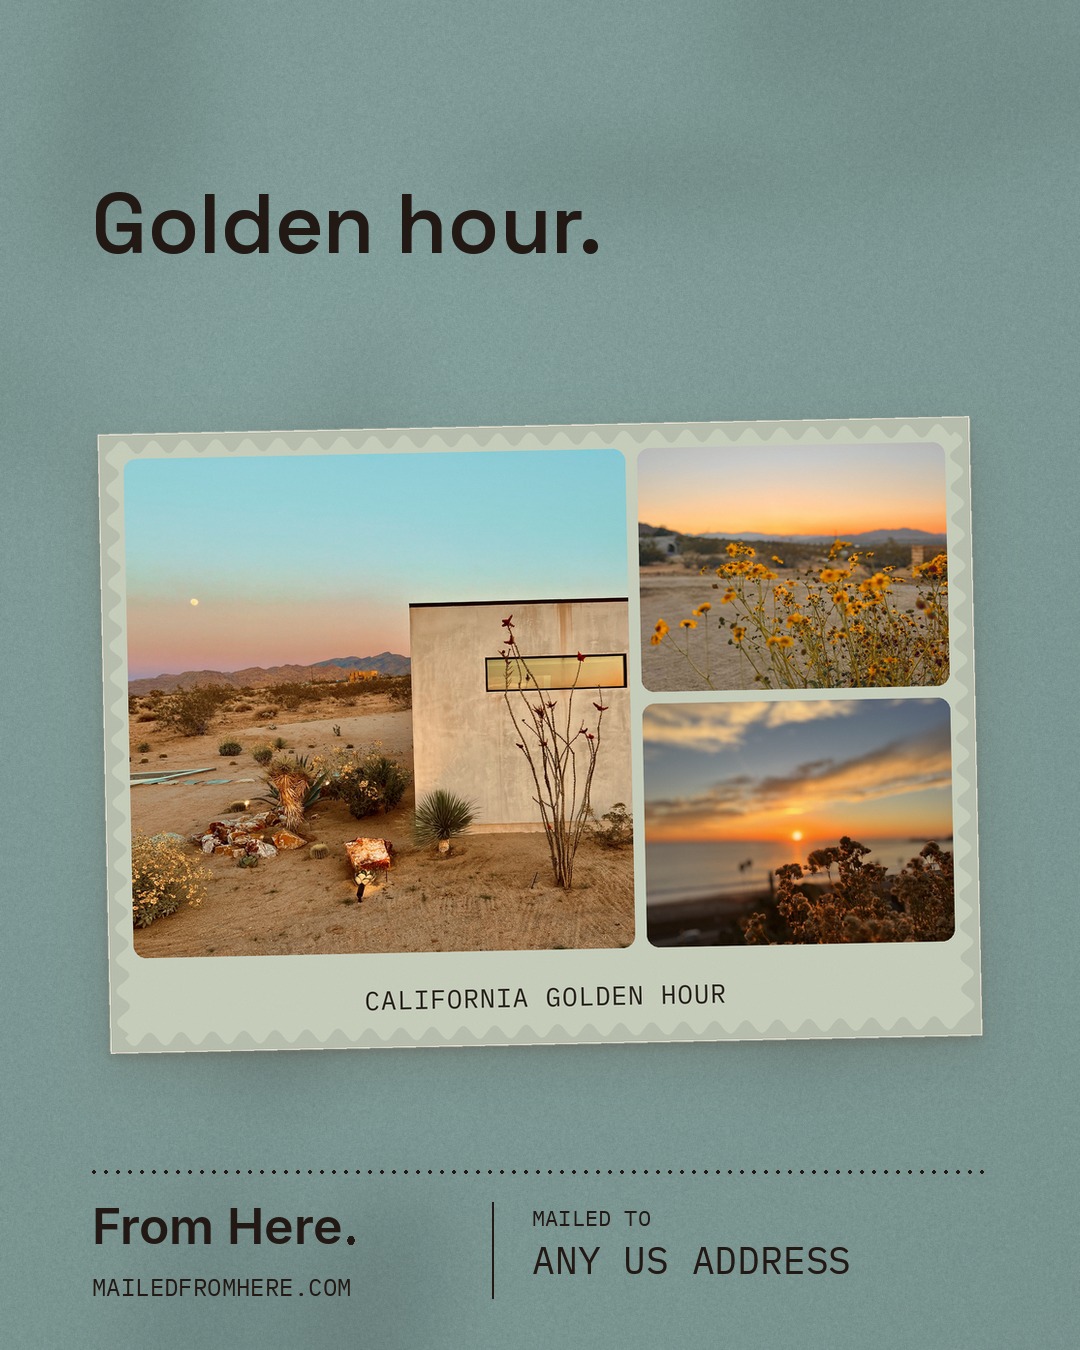 Golden hour.
CALIFORNIA GOLDEN HOUR
From Here.
MAILEDFROMHERE.COM
MAILED TO
ANY US ADDRESS